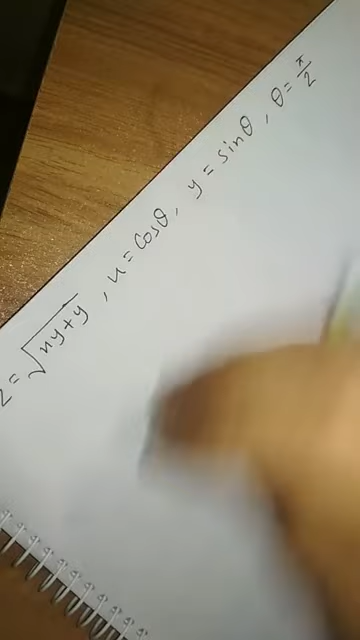 z = √xy+y , x = cosθ, y = sinθ, θ = π/2